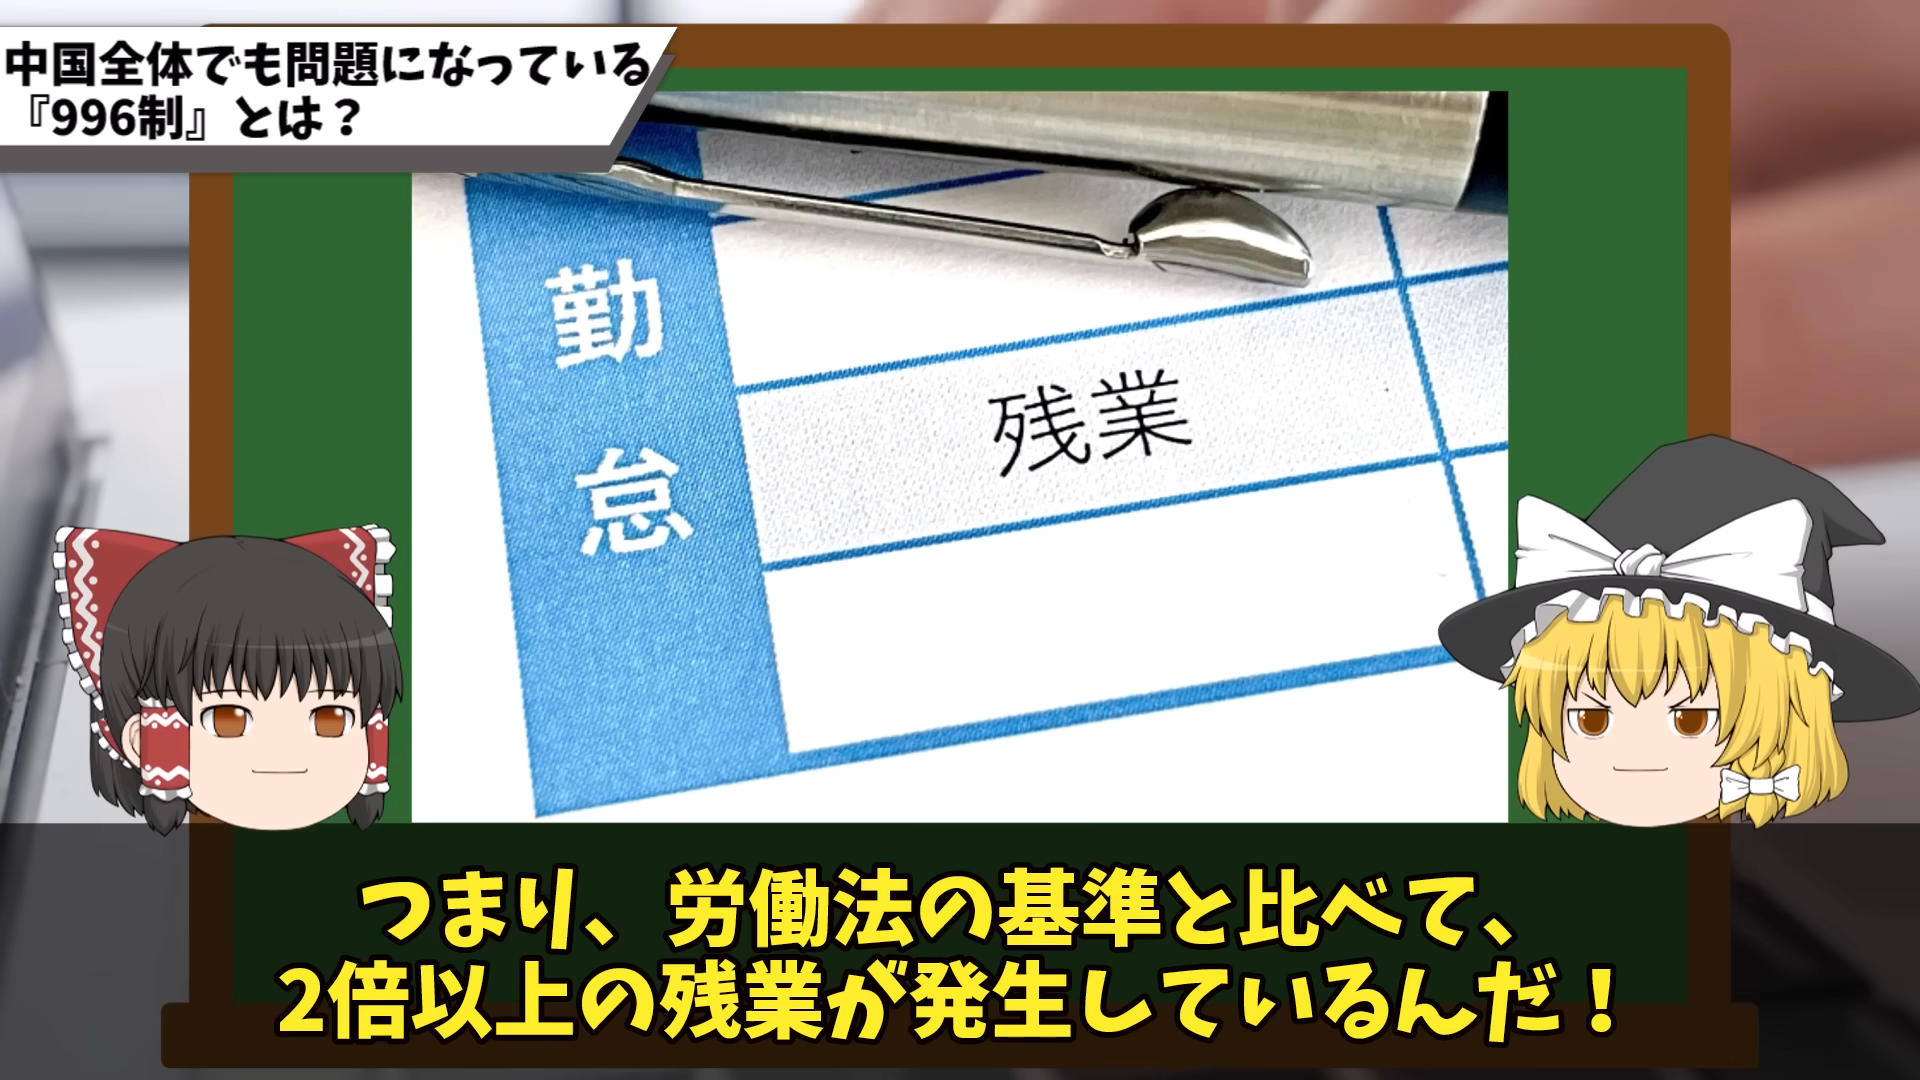 中国全体でも問題になっている
『996制』とは？
勤
怠
残業
つまり、労働法の基準と比べて、
2倍以上の残業が発生しているんだ！